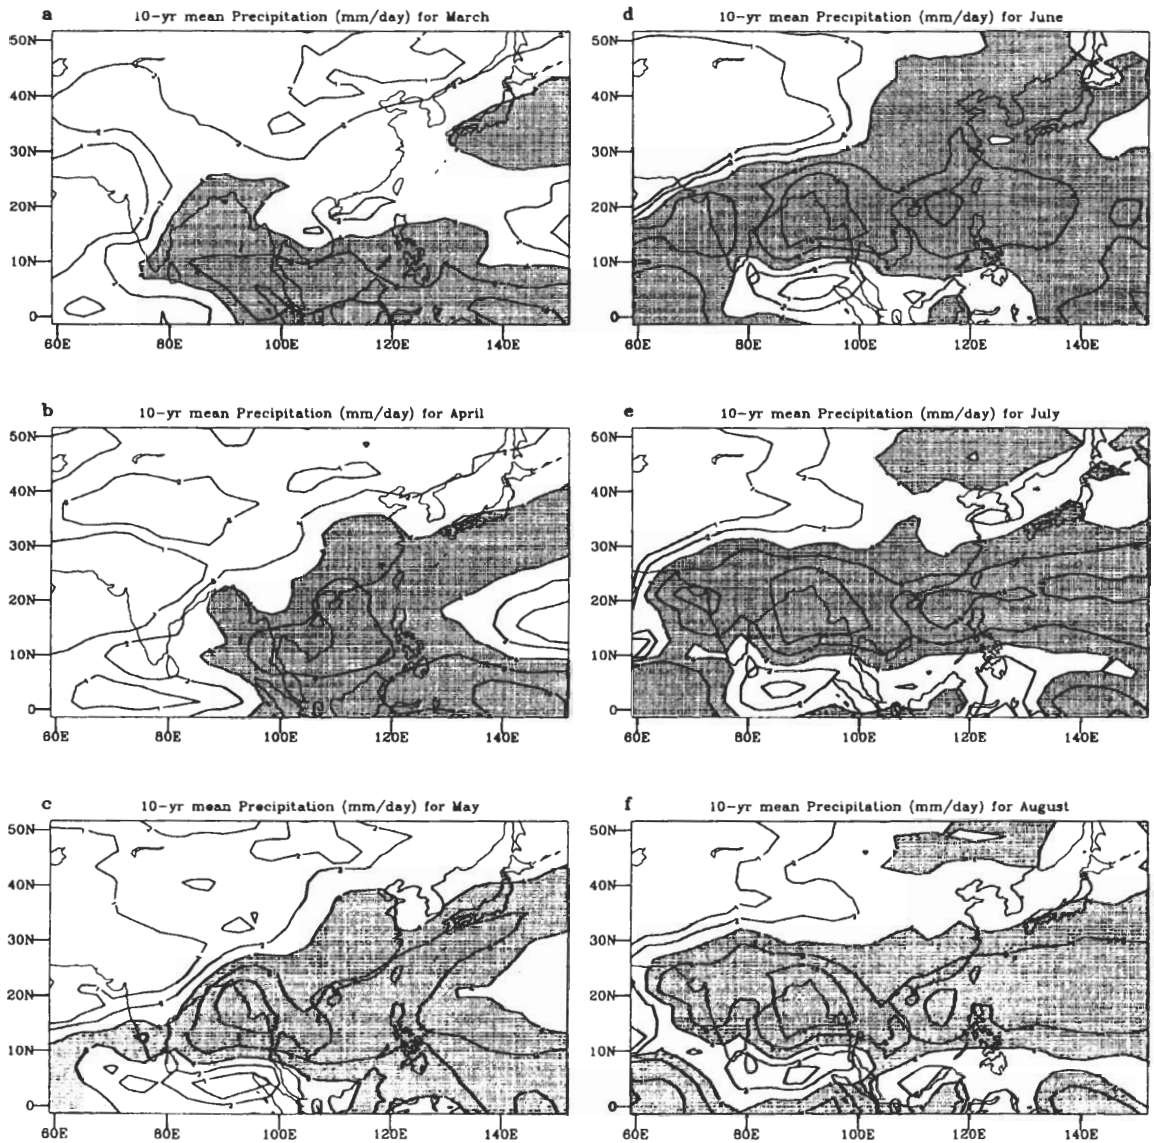 a
10-yr mean Precipitation (mm/day) for March
50N
40N
30N
20N
10N
0
60E 80E 100E 120E 140E
b
10-yr mean Precipitation (mm/day) for April
50N
40N
30N
20N
10N
0
60E 80E 100E 120E 140E
c
10-yr mean Precipitation (mm/day) for May
50N
40N
30N
20N
10N
0
60E 80E 100E 120E 140E
d
10-yr mean Precipitation (mm/day) for June
50N
40N
30N
20N
10N
0
60E 80E 100E 120E 140E
e
10-yr mean Precipitation (mm/day) for July
50N
40N
30N
20N
10N
0
60E 80E 100E 120E 140E
f
10-yr mean Precipitation (mm/day) for August
50N
40N
30N
20N
10N
0
60E 80E 100E 120E 140E